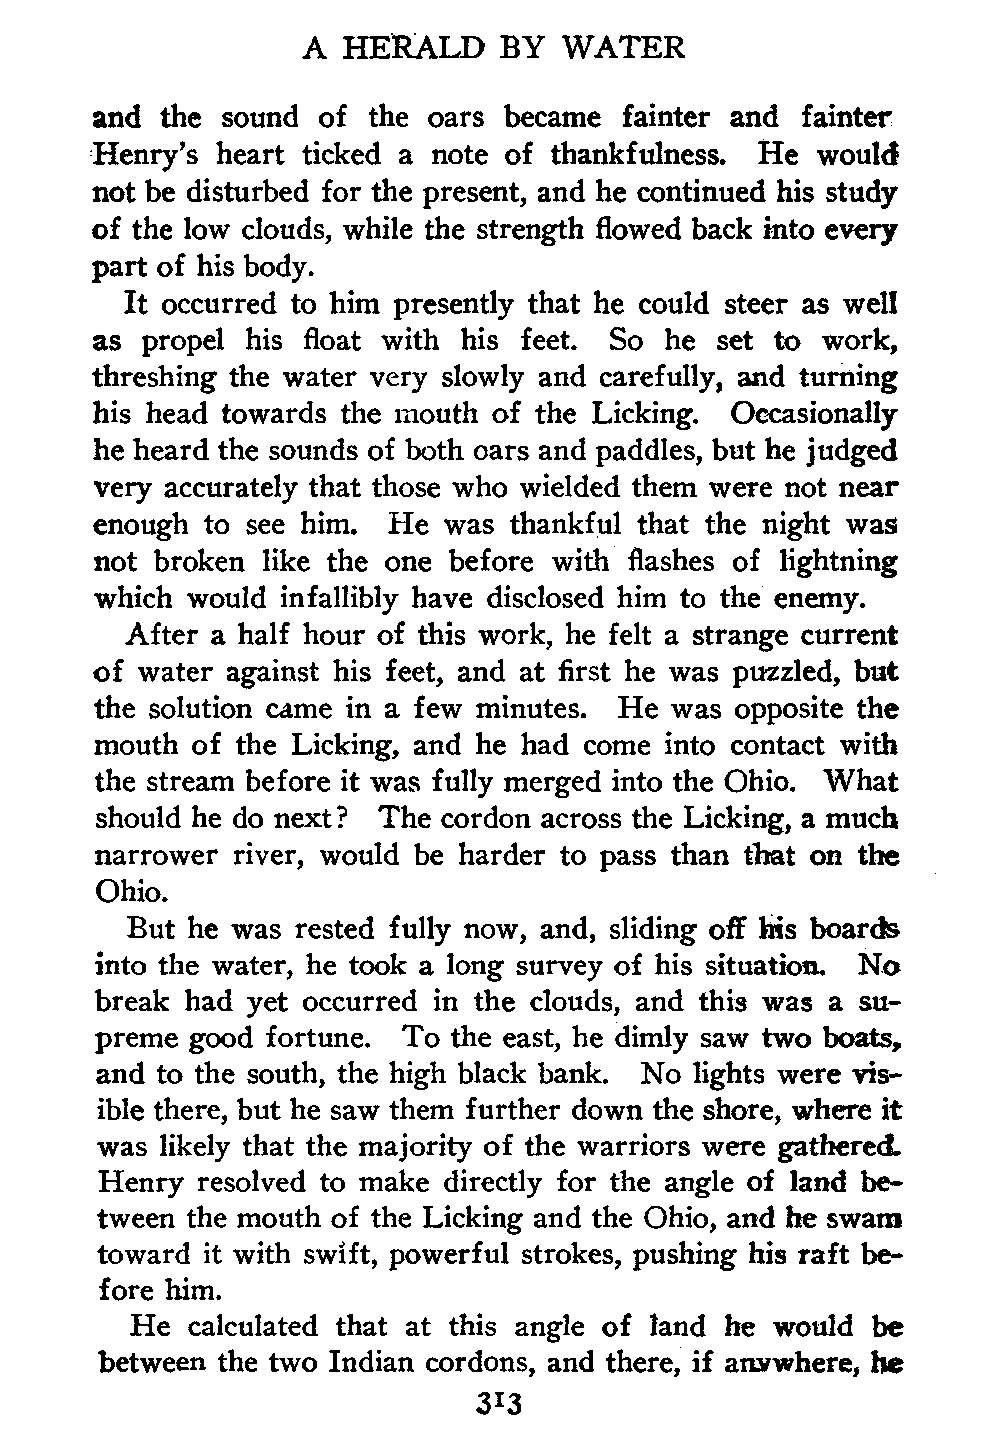 A HERALD BY WATER
and the sound of the oars became fainter and fainter
Henry's heart ticked a note of thankfulness. He would
not be disturbed for the present, and he continued his study
of the low clouds, while the strength flowed back into every
part of his body.
It occurred to him presently that he could steer as well
as propel his float with his feet. So he set to work,
threshing the water very slowly and carefully, and turning
his head towards the mouth of the Licking. Occasionally
he heard the sounds of both oars and paddles, but he judged
very accurately that those who wielded them were not near
enough to see him. He was thankful that the night was
not broken like the one before with flashes of lightning
which would infallibly have disclosed him to the enemy.
After a half hour of this work, he felt a strange current
of water against his feet, and at first he was puzzled, but
the solution came in a few minutes. He was opposite the
mouth of the Licking, and he had come into contact with
the stream before it was fully merged into the Ohio. What
should he do next? The cordon across the Licking, a much
narrower river, would be harder to pass than that on the
Ohio.
But he was rested fully now, and, sliding off his boards
into the water, he took a long survey of his situation. No
break had yet occurred in the clouds, and this was a su-
preme good fortune. To the east, he dimly saw two boats,
and to the south, the high black bank. No lights were vis-
ible there, but he saw them further down the shore, where it
was likely that the majority of the warriors were gathered.
Henry resolved to make directly for the angle of land be-
tween the mouth of the Licking and the Ohio, and he swam
toward it with swift, powerful strokes, pushing his raft be-
fore him.
He calculated that at this angle of land he would be
between the two Indian cordons, and there, if anywhere, he
313